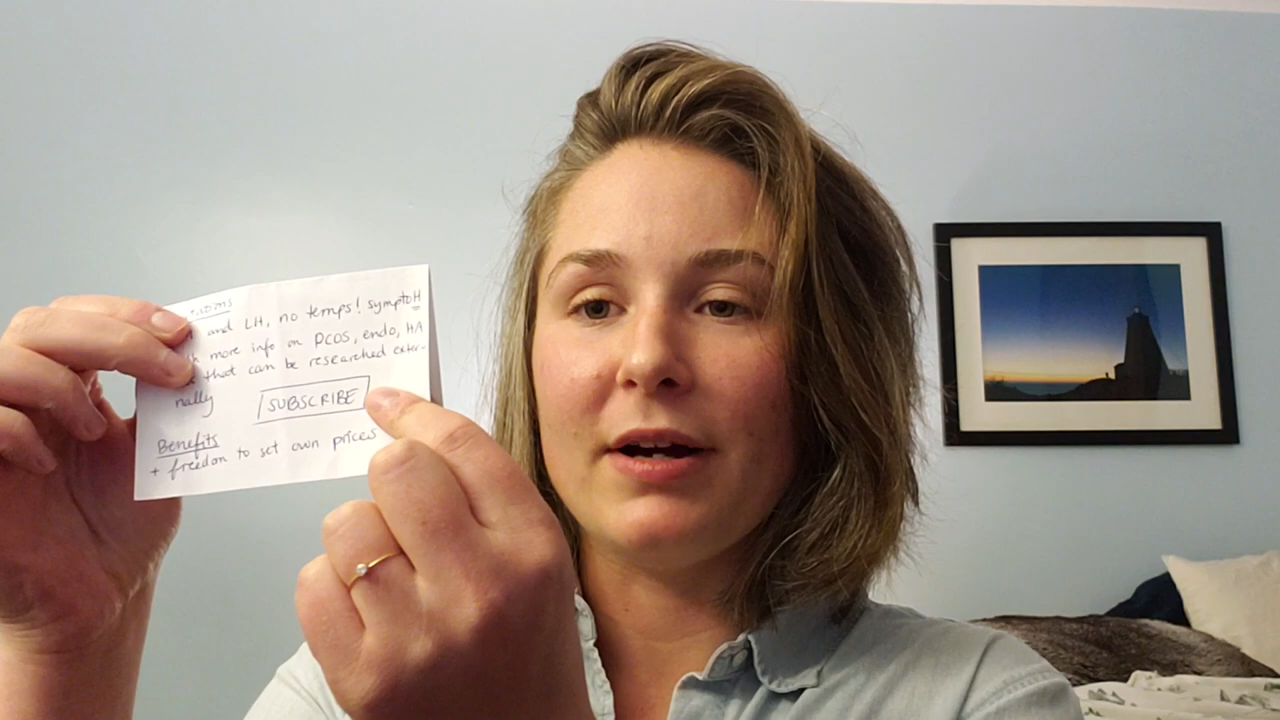 and LH, no temps! symptoH
more info on PCOS, endo, HA
that can be researched exter-
nally
SUBSCRIBE
Benefits
+ freedon to set own prices